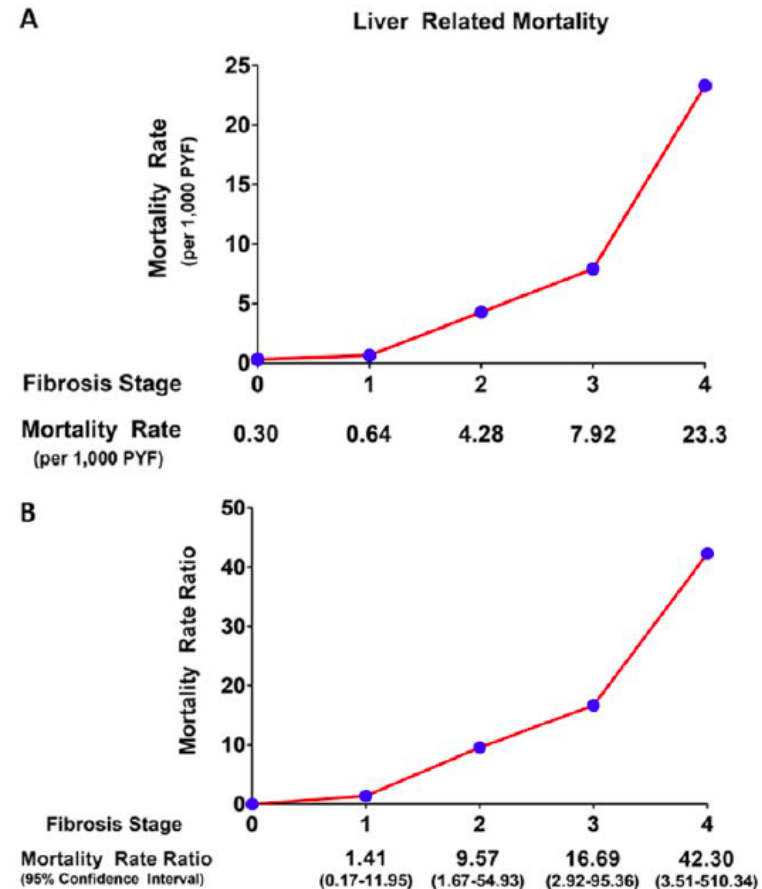 A
Liver Related Mortality
Mortality Rate
(per 1,000 PYF)
25
20
15
10
5
0
0 1 2 3 4
Fibrosis Stage
Mortality Rate 0.30 0.64 4.28 7.92 23.3
(per 1,000 PYF)
B
Mortality Rate Ratio
50
40
30
20
10
0
0 1 2 3 4
Fibrosis Stage
Mortality Rate Ratio 1.41 9.57 16.69 42.30
(95% Confidence Interval) (0.17-11.95) (1.67-54.93) (2.92-95.36) (3.51-510.34)